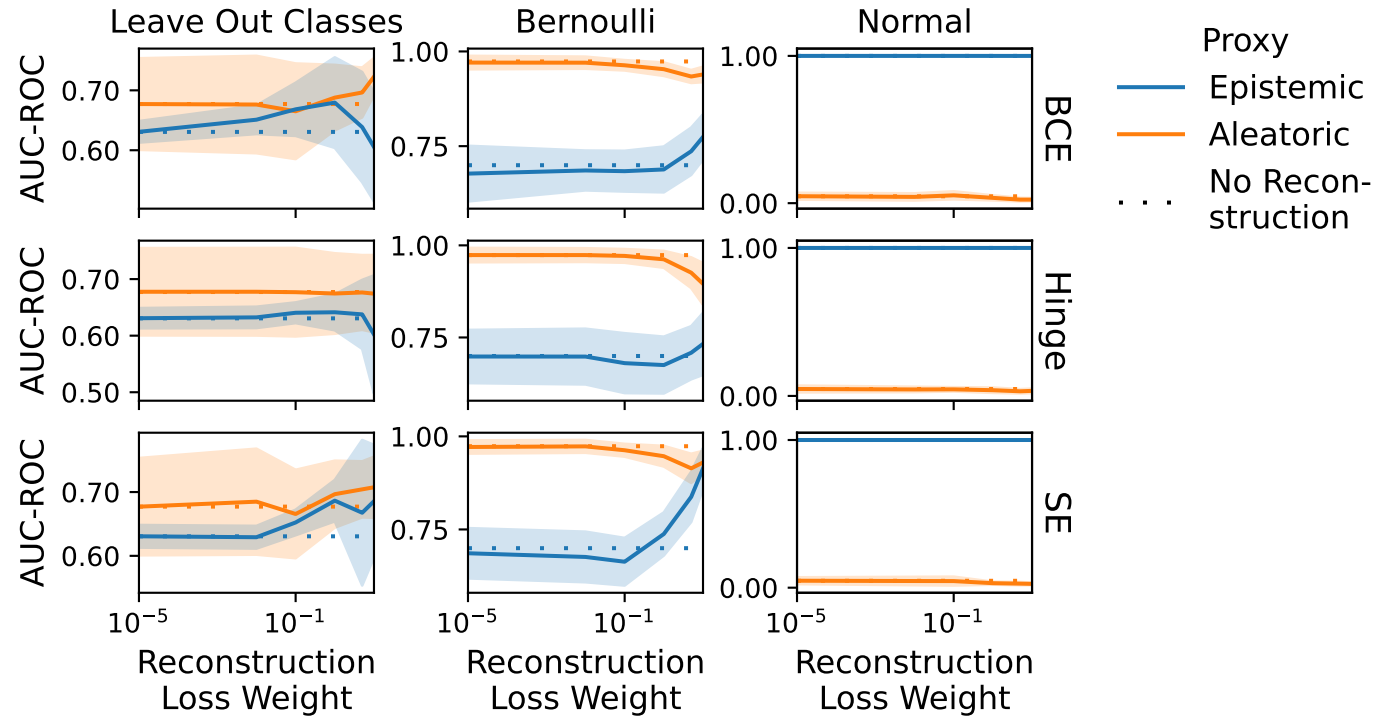 Leave Out Classes
Bernoulli
Normal
Proxy
Epistemic
Aleatoric
No Recon-
struction
AUC-ROC
0.70
0.60
1.00
0.75
1.00
0.00
BCE
AUC-ROC
0.70
0.60
0.50
1.00
0.75
1.00
0.00
Hinge
AUC-ROC
0.70
0.60
1.00
0.75
1.00
0.00
SE
10⁻⁵
10⁻¹
10⁻⁵
10⁻¹
10⁻⁵
10⁻¹
Reconstruction
Loss Weight
Reconstruction
Loss Weight
Reconstruction
Loss Weight